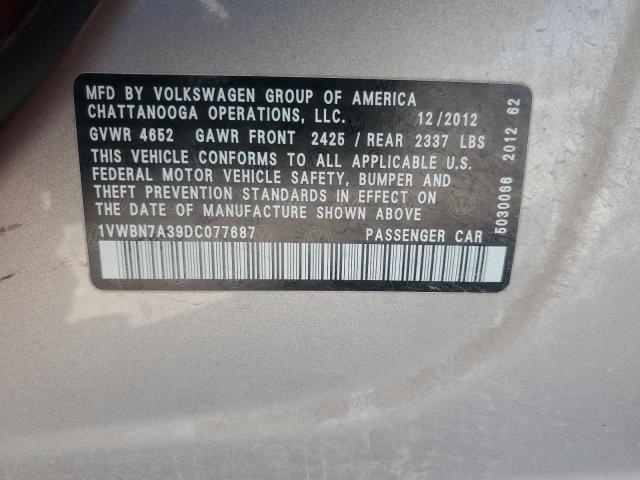 MFD BY VOLKSWAGEN GROUP OF AMERICA
CHATTANOOGA OPERATIONS, LLC. 12/2012
GVWR 4652 GAWR FRONT 2425 / REAR 2337 LBS
THIS VEHICLE CONFORMS TO ALL APPLICABLE U.S.
FEDERAL MOTOR VEHICLE SAFETY, BUMPER AND
THEFT PREVENTION STANDARDS IN EFFECT ON
THE DATE OF MANUFACTURE SHOWN ABOVE
1VWBN7A39DC077687 PASSENGER CAR
5030066 2012 62